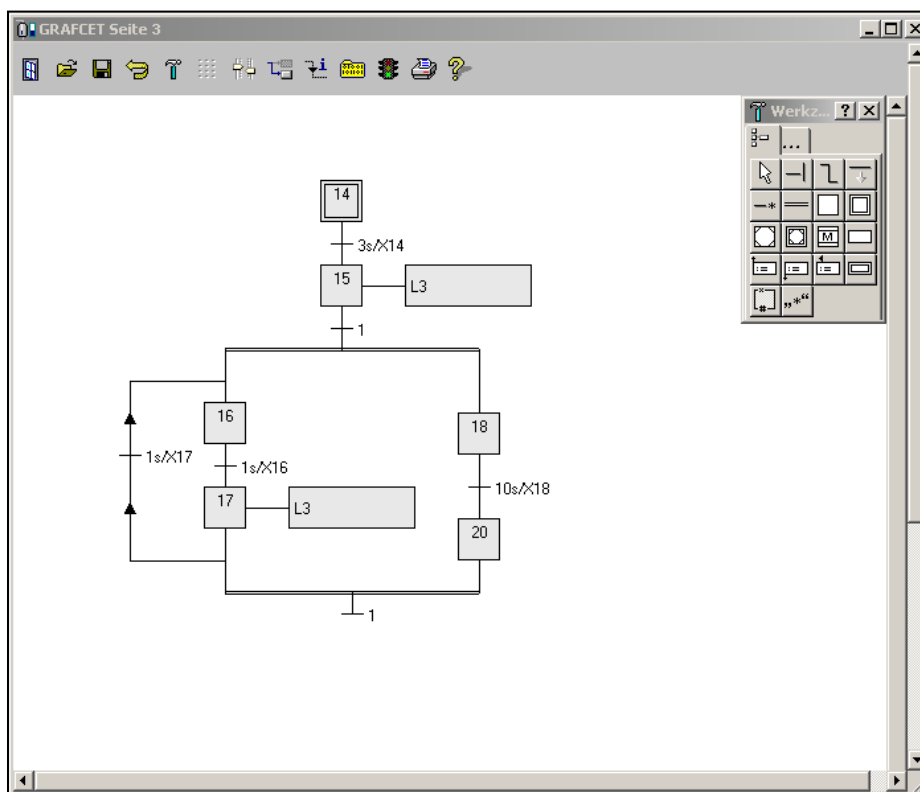 GRAFCET Seite 3
Werkz... ?
...
M
:= := :=
* #
„*“
14
3s/X14
15 L3
1
16
18
1s/X17
1s/X16
17 L3
10s/X18
20
1